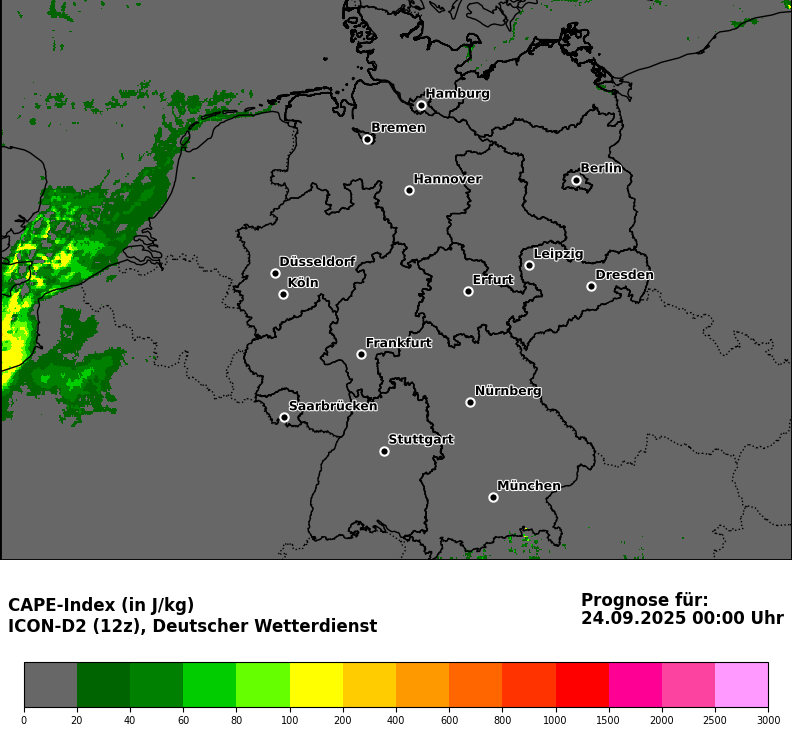 Hamburg
Bremen
Berlin
Hannover
Leipzig
Düsseldorf
Dresden
Erfurt
Köln
Frankfurt
Nürnberg
Saarbrücken
Stuttgart
München
CAPE-Index (in J/kg)
ICON-D2 (12z), Deutscher Wetterdienst
Prognose für:
24.09.2025 00:00 Uhr
0 20 40 60 80 100 200 400 600 800 1000 1500 2000 2500 3000